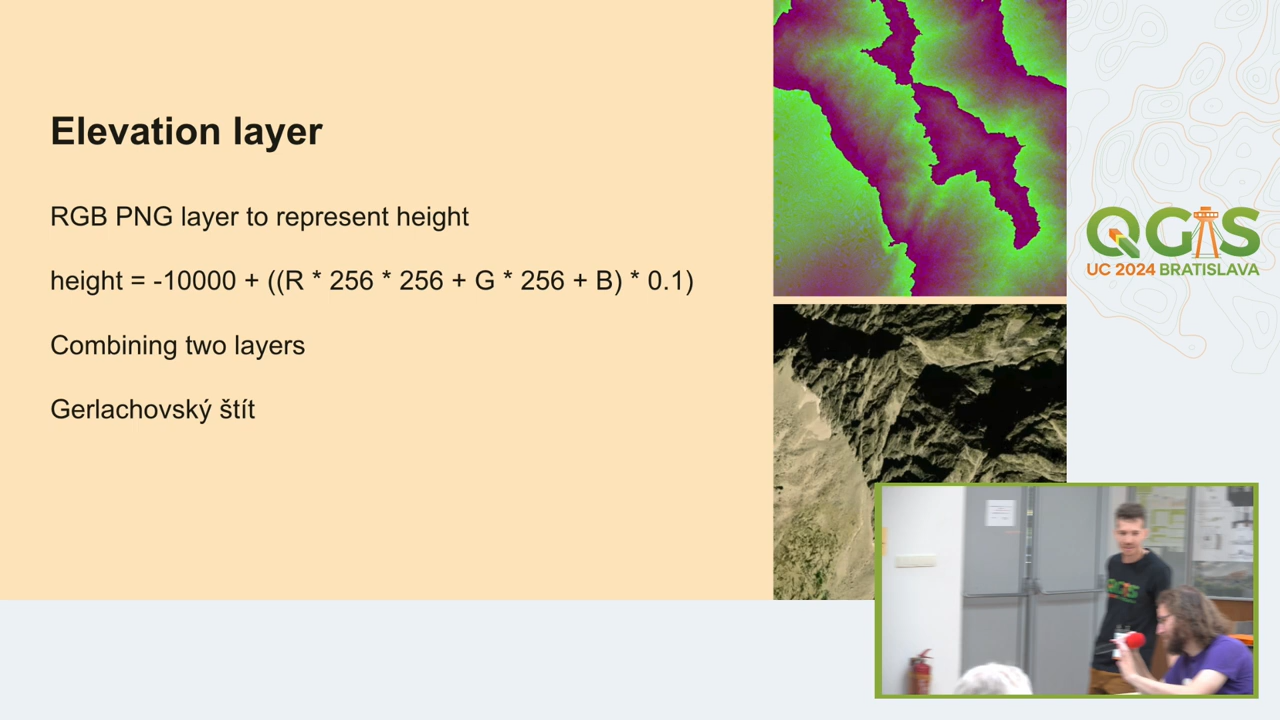 Elevation layer
RGB PNG layer to represent height
height = -10000 + ((R * 256 * 256 + G * 256 + B) * 0.1)
Combining two layers
Gerlachovský štít
QGIS
UC 2024 BRATISLAVA
QGIS